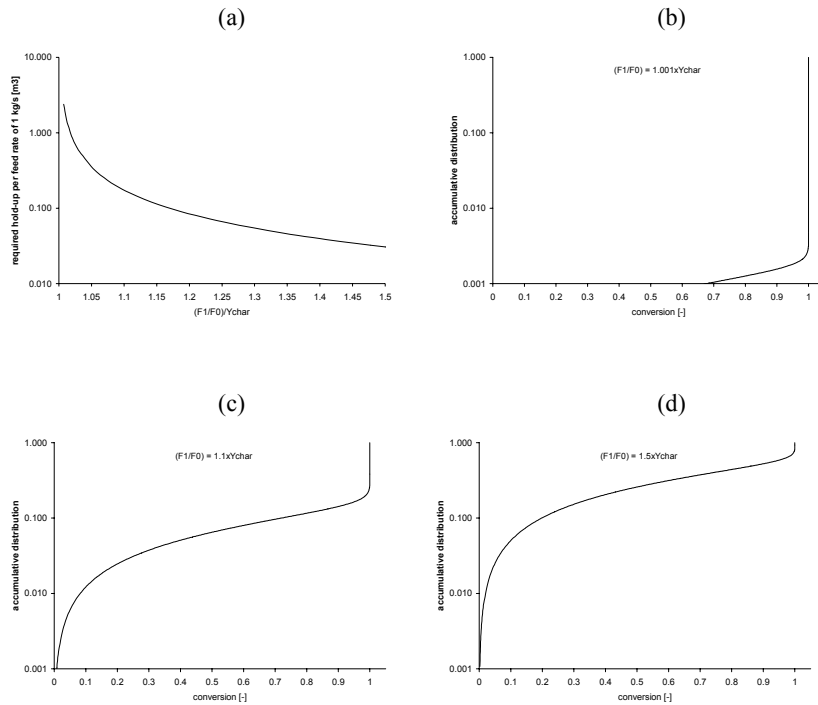 (a)
10.000
1.000
0.100
0.010
required hold-up per feed rate of 1 kg/s [m3]
1 1.05 1.1 1.15 1.2 1.25 1.3 1.35 1.4 1.45 1.5
(F1/F0)/Ychar
(b)
(F1/F0) = 1.001xYchar
1.000
0.100
0.010
0.001
accumulative distribution
0 0.1 0.2 0.3 0.4 0.5 0.6 0.7 0.8 0.9 1
conversion [-]
(c)
(F1/F0) = 1.1xYchar
1.000
0.100
0.010
0.001
accumulative distribution
0 0.1 0.2 0.3 0.4 0.5 0.6 0.7 0.8 0.9 1
conversion [-]
(d)
(F1/F0) = 1.5xYchar
1.000
0.100
0.010
0.001
accumulative distribution
0 0.1 0.2 0.3 0.4 0.5 0.6 0.7 0.8 0.9 1
conversion [-]